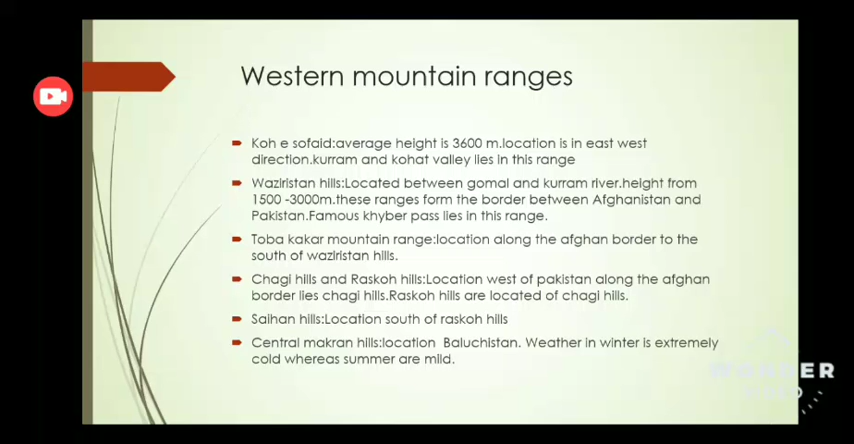 Western mountain ranges
Koh e sofaid:average height is 3600 m.location is in east west
direction.kurram and kohat valley lies in this range
Waziristan hills:Located between gomal and kurram river.height from
1500 -3000m.these ranges form the border between Afghanistan and
Pakistan.Famous khyber pass lies in this range.
Toba kakar mountain range:location along the afghan border to the
south of waziristan hills.
Chagi hills and Raskoh hills:Location west of pakistan along the afghan
border lies chagi hills.Raskoh hills are located of chagi hills.
Saihan hills:Location south of raskoh hills
Central makran hills:location Baluchistan. Weather in winter is extremely
cold whereas summer are mild.